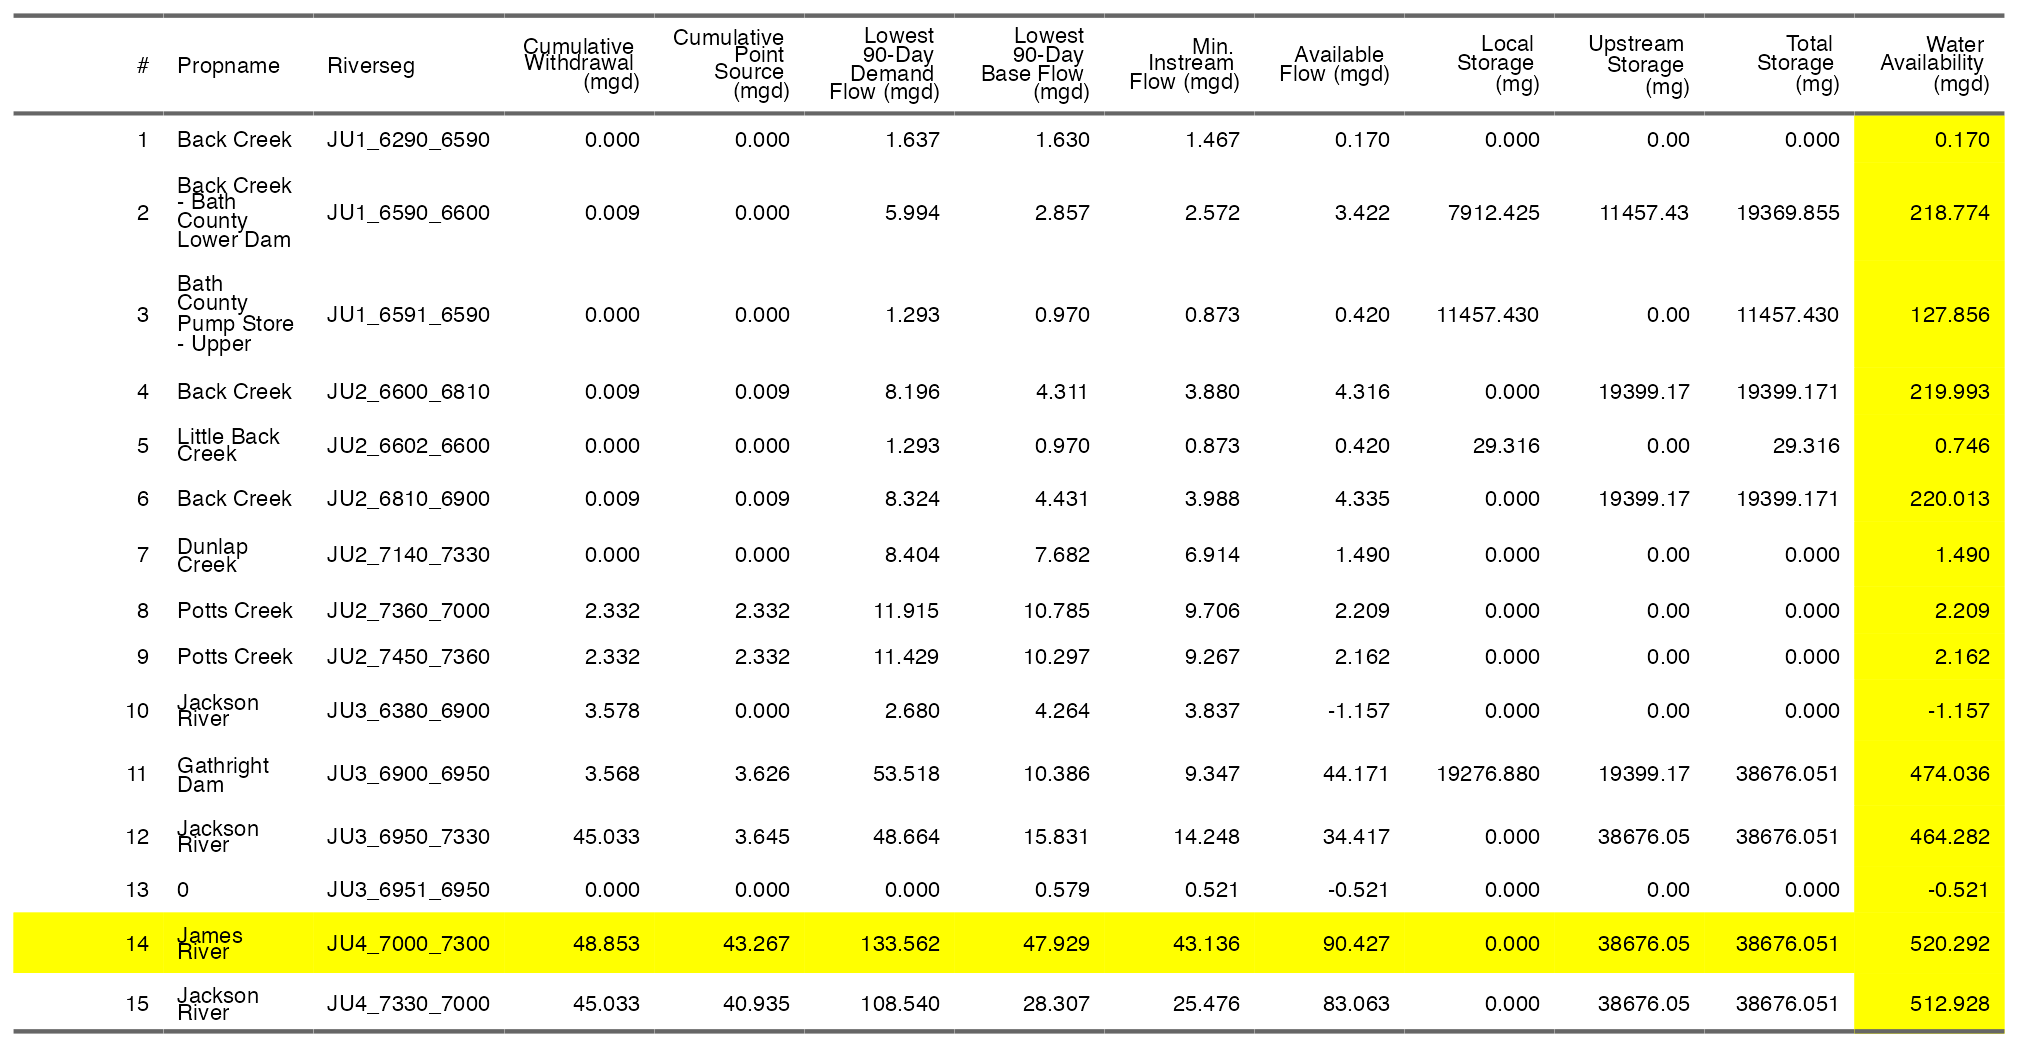 # Propname Riverseg Cumulative Withdrawal (mgd) Cumulative Point Source (mgd) Lowest 90-Day Demand Flow (mgd) Lowest 90-Day Base Flow (mgd) Min. Instream Flow (mgd) Available Flow (mgd) Local Storage (mg) Upstream Storage (mg) Total Storage (mg) Water Availability (mgd)
1 Back Creek JU1_6290_6590 0.000 0.000 1.637 1.630 1.467 0.170 0.000 0.00 0.000 0.170
2 Back Creek - Bath County Lower Dam JU1_6590_6600 0.009 0.000 5.994 2.857 2.572 3.422 7912.425 11457.43 19369.855 218.774
3 Bath County Pump Store - Upper JU1_6591_6590 0.000 0.000 1.293 0.970 0.873 0.420 11457.430 0.00 11457.430 127.856
4 Back Creek JU2_6600_6810 0.009 0.009 8.196 4.311 3.880 4.316 0.000 19399.17 19399.171 219.993
5 Little Back Creek JU2_6602_6600 0.000 0.000 1.293 0.970 0.873 0.420 29.316 0.00 29.316 0.746
6 Back Creek JU2_6810_6900 0.009 0.009 8.324 4.431 3.988 4.335 0.000 19399.17 19399.171 220.013
7 Dunlap Creek JU2_7140_7330 0.000 0.000 8.404 7.682 6.914 1.490 0.000 0.00 0.000 1.490
8 Potts Creek JU2_7360_7000 2.332 2.332 11.915 10.785 9.706 2.209 0.000 0.00 0.000 2.209
9 Potts Creek JU2_7450_7360 2.332 2.332 11.429 10.297 9.267 2.162 0.000 0.00 0.000 2.162
10 Jackson River JU3_6380_6900 3.578 0.000 2.680 4.264 3.837 -1.157 0.000 0.00 0.000 -1.157
11 Gathright Dam JU3_6900_6950 3.568 3.626 53.518 10.386 9.347 44.171 19276.880 19399.17 38676.051 474.036
12 Jackson River JU3_6950_7330 45.033 3.645 48.664 15.831 14.248 34.417 0.000 38676.05 38676.051 464.282
13 0 JU3_6951_6950 0.000 0.000 0.000 0.579 0.521 -0.521 0.000 0.00 0.000 -0.521
14 James River JU4_7000_7300 48.853 43.267 133.562 47.929 43.136 90.427 0.000 38676.05 38676.051 520.292
15 Jackson River JU4_7330_7000 45.033 40.935 108.540 28.307 25.476 83.063 0.000 38676.05 38676.051 512.928